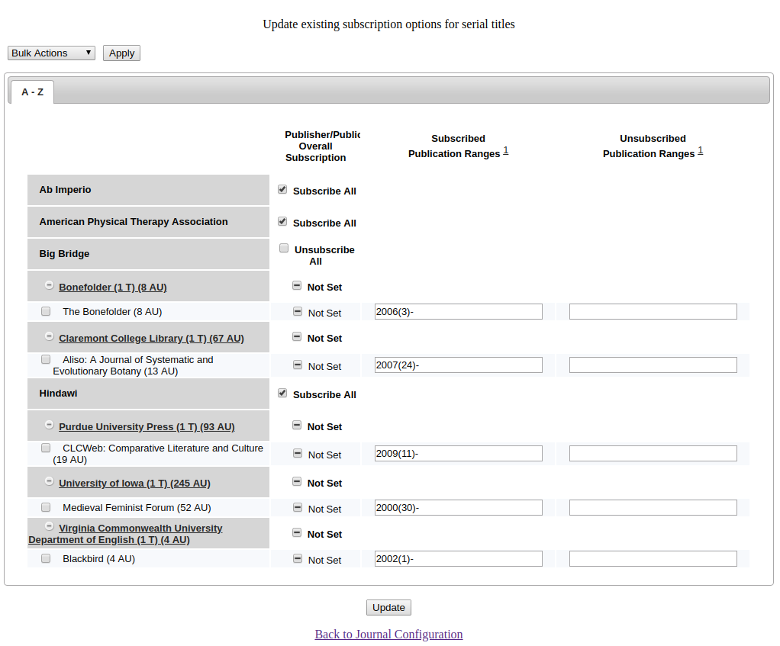 Update existing subscription options for serial titles
Bulk Actions
Apply
A - Z
Publisher/Public
Overall
Subscription
Subscribed
Publication Ranges 1
Unsubscribed
Publication Ranges 1
Ab Imperio
Subscribe All
American Physical Therapy Association
Subscribe All
Big Bridge
Unsubscribe
All
Bonefolder (1 T) (8 AU)
Not Set
The Bonefolder (8 AU)
Not Set
2006(3)-
Claremont College Library (1 T) (67 AU)
Not Set
Aliso: A Journal of Systematic and
Evolutionary Botany (13 AU)
Not Set
2007(24)-
Hindawi
Subscribe All
Purdue University Press (1 T) (93 AU)
Not Set
CLCWeb: Comparative Literature and Culture
(19 AU)
Not Set
2009(11)-
University of Iowa (1 T) (245 AU)
Not Set
Medieval Feminist Forum (52 AU)
Not Set
2000(30)-
Virginia Commonwealth University
Department of English (1 T) (4 AU)
Not Set
Blackbird (4 AU)
Not Set
2002(1)-
Update
Back to Journal Configuration